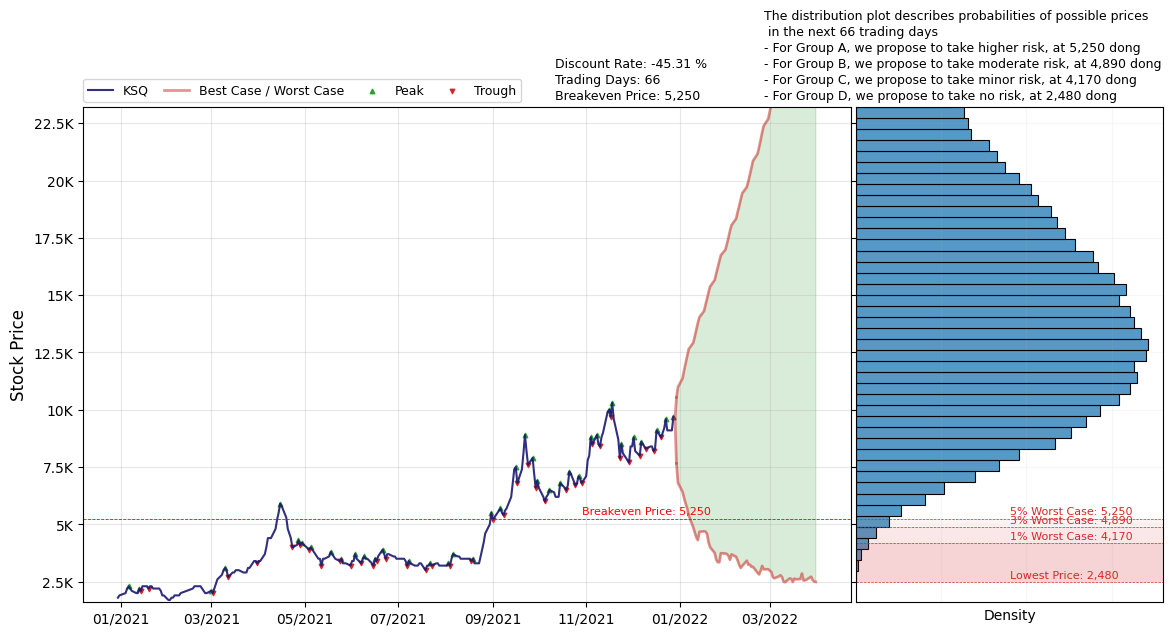 The distribution plot describes probabilities of possible prices
in the next 66 trading days
- For Group A, we propose to take higher risk, at 5,250 dong
- For Group B, we propose to take moderate risk, at 4,890 dong
- For Group C, we propose to take minor risk, at 4,170 dong
- For Group D, we propose to take no risk, at 2,480 dong
Discount Rate: -45.31 %
Trading Days: 66
Breakeven Price: 5,250
KSQ
Best Case / Worst Case
Peak
Trough
Stock Price
22.5K
20K
17.5K
15K
12.5K
10K
7.5K
5K
2.5K
Breakeven Price: 5,250
5% Worst Case: 5,250
3% Worst Case: 4,890
1% Worst Case: 4,170
Lowest Price: 2,480
01/2021
03/2021
05/2021
07/2021
09/2021
11/2021
01/2022
03/2022
Density